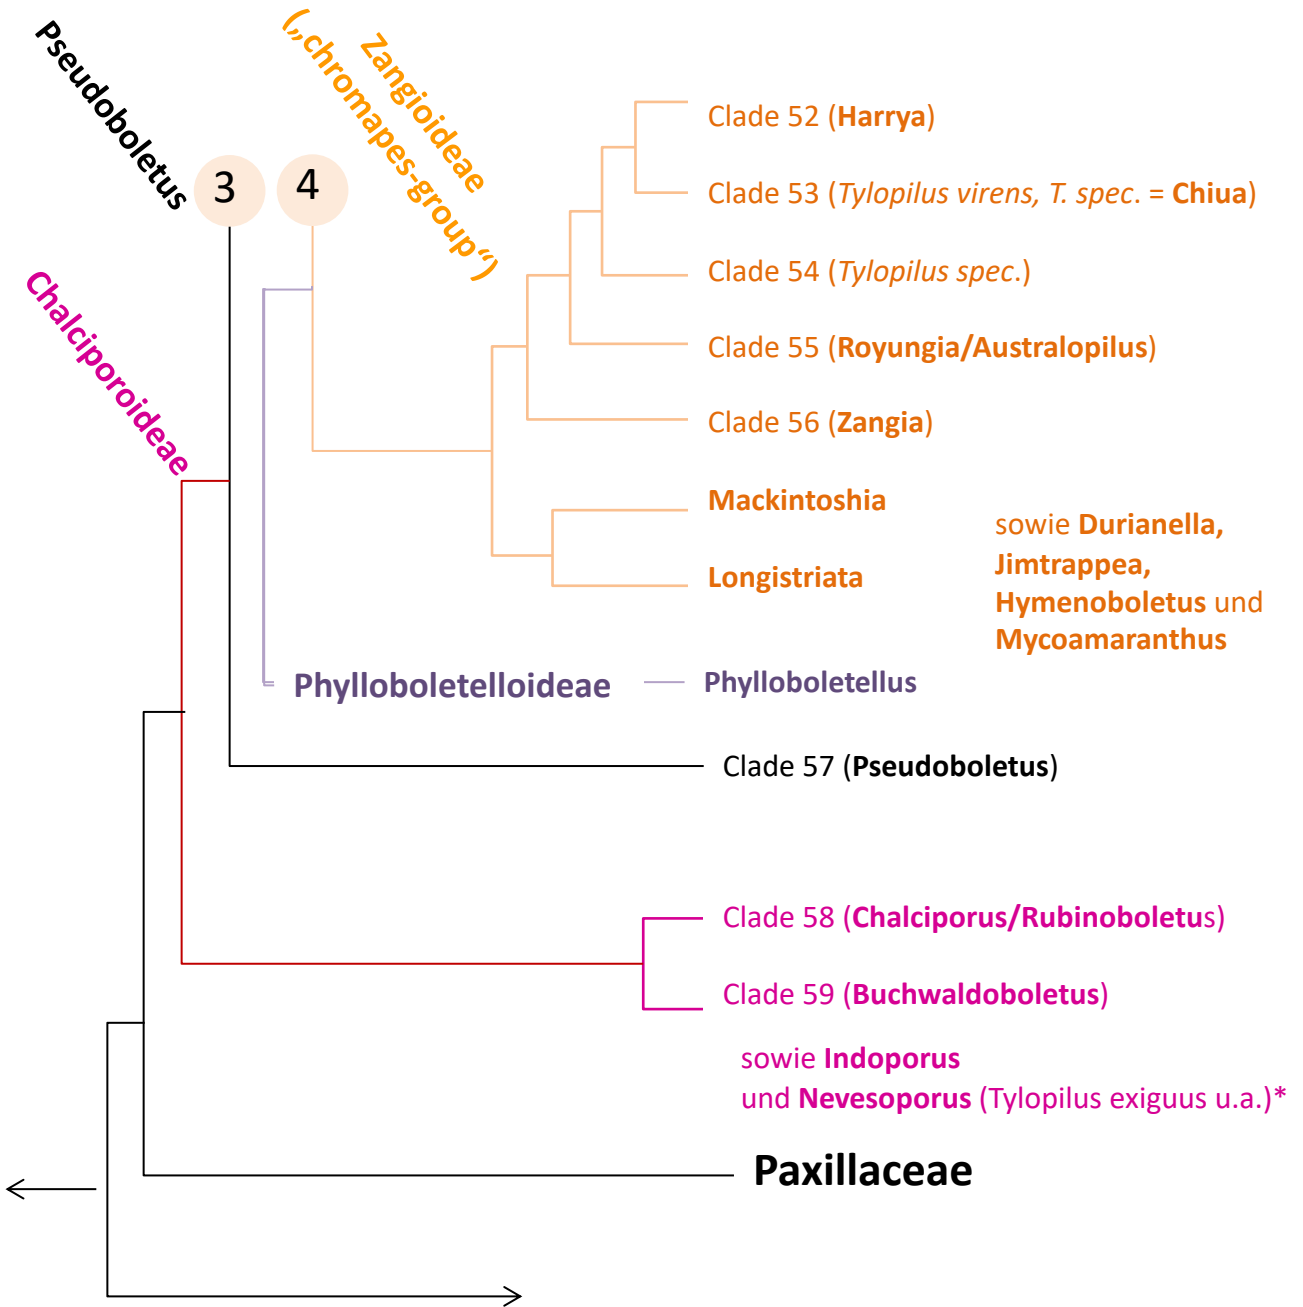 Pseudoboletus
Zangioideae
(„chromapes-group“)
3
4
Chalciporoideae
Clade 52 (Harrya)
Clade 53 (Tylopilus virens, T. spec. = Chiua)
Clade 54 (Tylopilus spec.)
Clade 55 (Royungia/Australopilus)
Clade 56 (Zangia)
Mackintoshia
Longistriata
sowie Durianella,
Jimtrappea,
Hymenoboletus und
Mycoamaranthus
Phylloboletelloideae
Phylloboletellus
Clade 57 (Pseudoboletus)
Clade 58 (Chalciporus/Rubinoboletus)
Clade 59 (Buchwaldoboletus)
sowie Indoporus
und Nevesoporus (Tylopilus exiguus u.a.)*
Paxillaceae